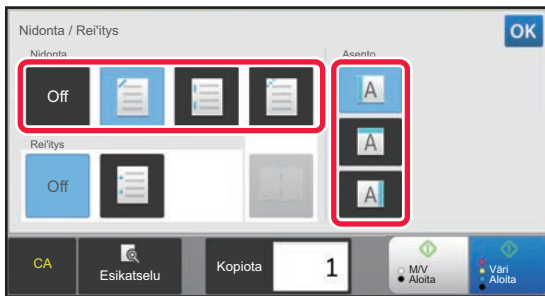 Nidonta / Rei'itys
OK
Nidonta
Asento
Off
A
Rei'itys
A
Off
A
CA
Esikatselu
Kopiota
1
M/V
Aloita
Väri
Aloita